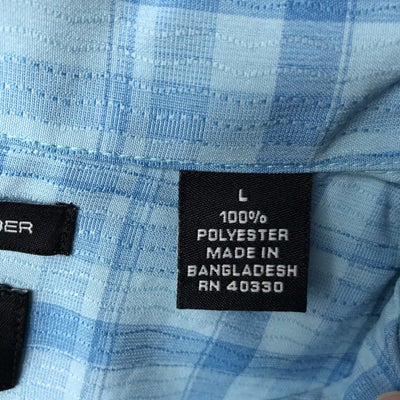 L
100%
POLYESTER
MADE IN
BANGLADESH
RN 40330